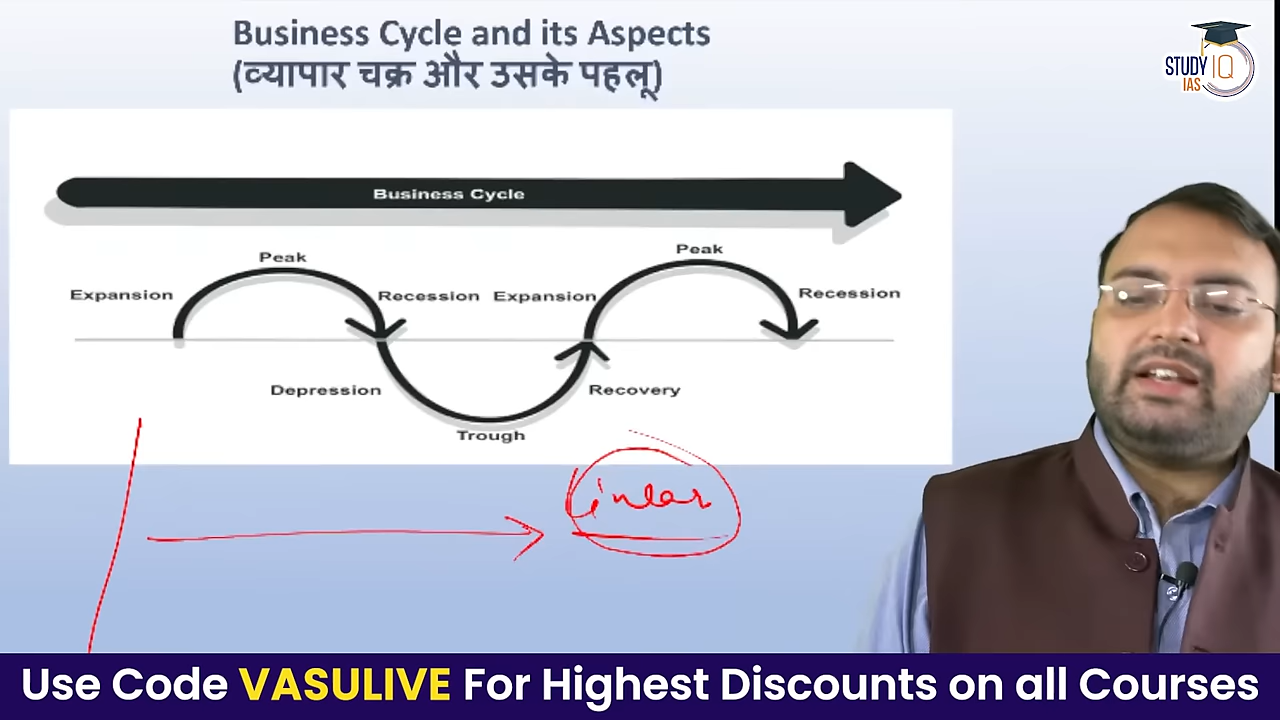 Business Cycle and its Aspects
(व्यापार चक्र और उसके पहलू)
STUDY IQ
IAS
Business Cycle
Peak
Peak
Expansion
Recession
Expansion
Recession
Depression
Recovery
Trough
Linear
Use Code VASULIVE For Highest Discounts on all Courses